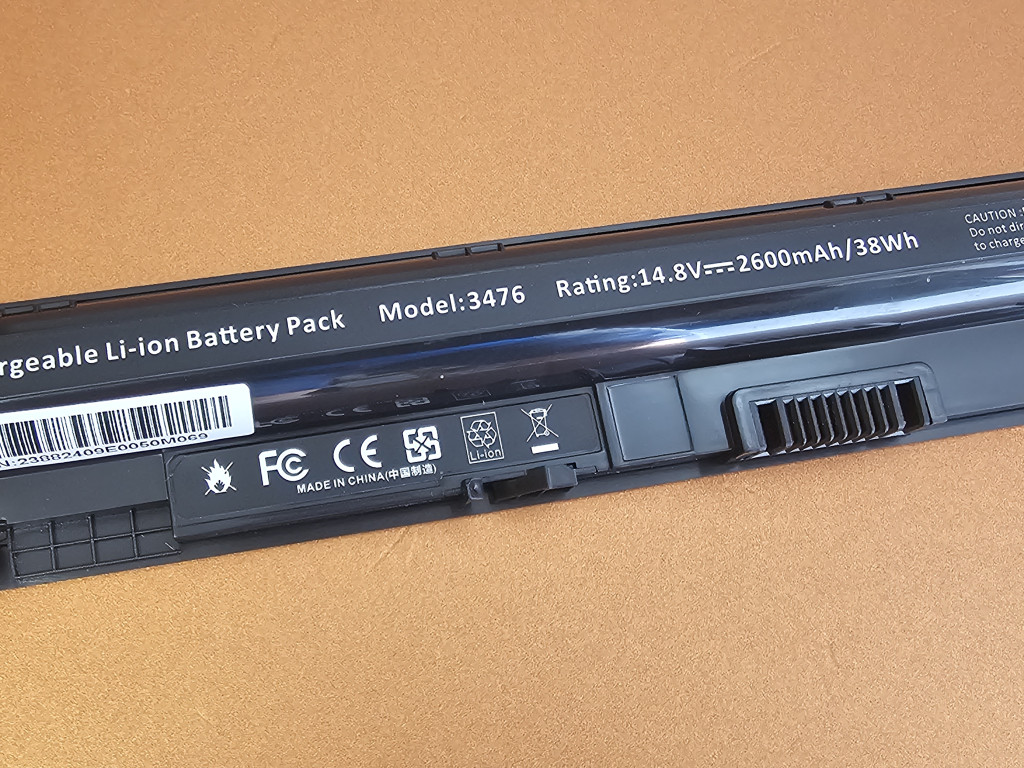 rgeable Li-ion Battery Pack Model:3476 Rating:14.8V⎓2600mAh/38Wh
CAUTION :
Do not dir
to charge
N:23882409E0050M069
FC CE Li-ion
MADE IN CHINA(中国制造)